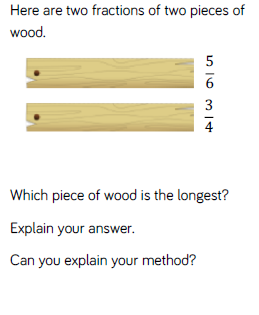 Here are two fractions of two pieces of
wood.
5/6
3/4
Which piece of wood is the longest?
Explain your answer.
Can you explain your method?